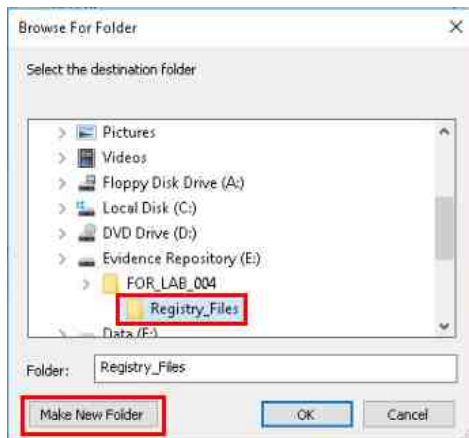 Browse For Folder
Select the destination folder
Pictures
Videos
Floppy Disk Drive (A:)
Local Disk (C:)
DVD Drive (D:)
Evidence Repository (E:)
FOR_LAB_004
Registry_Files
Data (F:)
Folder: Registry_Files
Make New Folder OK Cancel